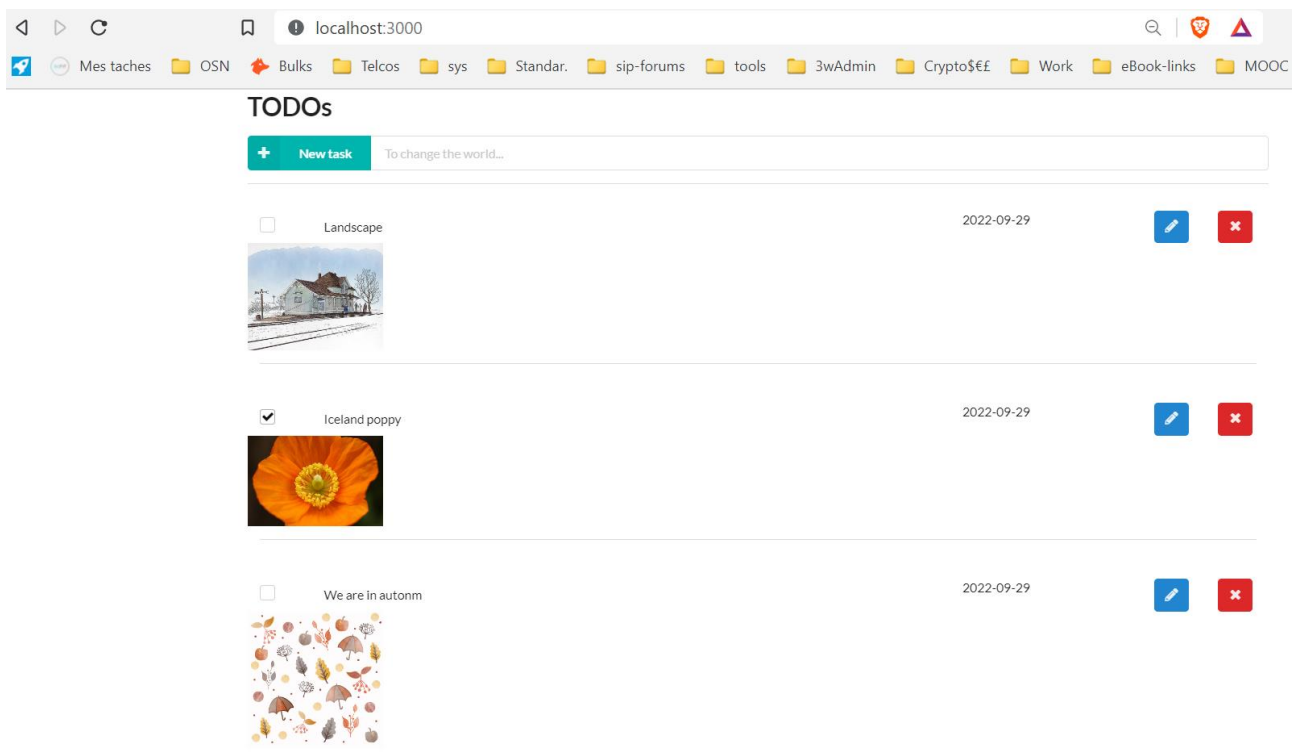 localhost:3000
Mes taches OSN Bulks Telcos sys Standar. sip-forums tools 3wAdmin Crypto$€£ Work eBook-links MOOC
TODOs
New task To change the world...
Landscape 2022-09-29
Iceland poppy 2022-09-29
We are in autonm 2022-09-29